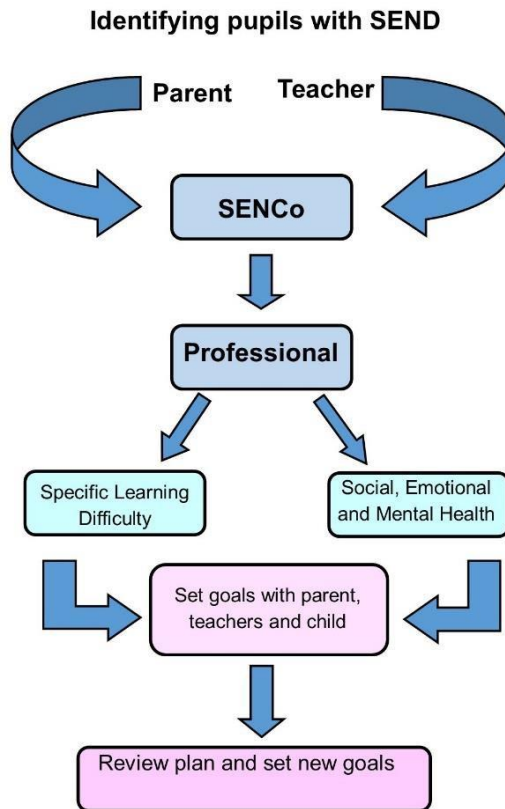 Identifying pupils with SEND
Parent
Teacher
SENCo
Professional
Specific Learning
Difficulty
Social, Emotional
and Mental Health
Set goals with parent,
teachers and child
Review plan and set new goals